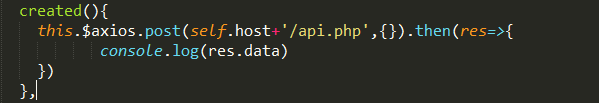 created(){
this.$axios.post(self.host+'/api.php',{}).then(res=>{
console.log(res.data)
})
},